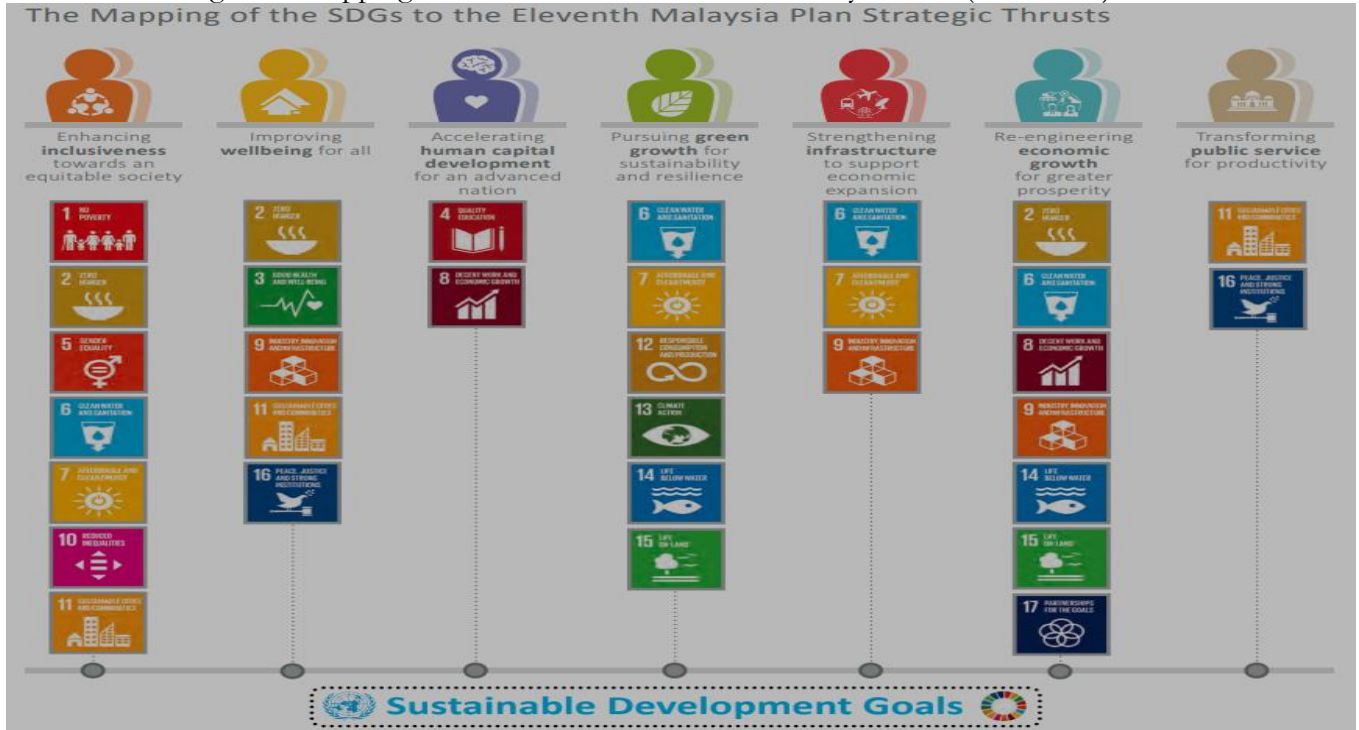 The Mapping of the SDGs to the Eleventh Malaysia Plan Strategic Thrusts
Enhancing
inclusiveness
towards an
equitable society
1 NO
POVERTY
2 ZERO
HUNGER
5 GENDER
EQUALITY
6 CLEAN WATER
AND SANITATION
7 AFFORDABLE AND
CLEAN ENERGY
10 REDUCED
INEQUALITIES
11 SUSTAINABLE CITIES
AND COMMUNITIES
Improving
wellbeing for all
2 ZERO
HUNGER
3 GOOD HEALTH
AND WELL-BEING
9 INDUSTRY, INNOVATION
AND INFRASTRUCTURE
11 SUSTAINABLE CITIES
AND COMMUNITIES
16 PEACE, JUSTICE
AND STRONG
INSTITUTIONS
Accelerating
human capital
development
for an advanced
nation
4 QUALITY
EDUCATION
8 DECENT WORK AND
ECONOMIC GROWTH
Pursuing green
growth for
sustainability
and resilience
6 CLEAN WATER
AND SANITATION
7 AFFORDABLE AND
CLEAN ENERGY
12 RESPONSIBLE
CONSUMPTION
AND PRODUCTION
13 CLIMATE
ACTION
14 LIFE
BELOW WATER
15 LIFE
ON LAND
Strengthening
infrastructure
to support
economic
expansion
6 CLEAN WATER
AND SANITATION
7 AFFORDABLE AND
CLEAN ENERGY
9 INDUSTRY, INNOVATION
AND INFRASTRUCTURE
Re-engineering
economic
growth
for greater
prosperity
2 ZERO
HUNGER
6 CLEAN WATER
AND SANITATION
8 DECENT WORK AND
ECONOMIC GROWTH
9 INDUSTRY, INNOVATION
AND INFRASTRUCTURE
14 LIFE
BELOW WATER
15 LIFE
ON LAND
17 PARTNERSHIPS
FOR THE GOALS
Transforming
public service
for productivity
11 SUSTAINABLE CITIES
AND COMMUNITIES
16 PEACE, JUSTICE
AND STRONG
INSTITUTIONS
Sustainable Development Goals